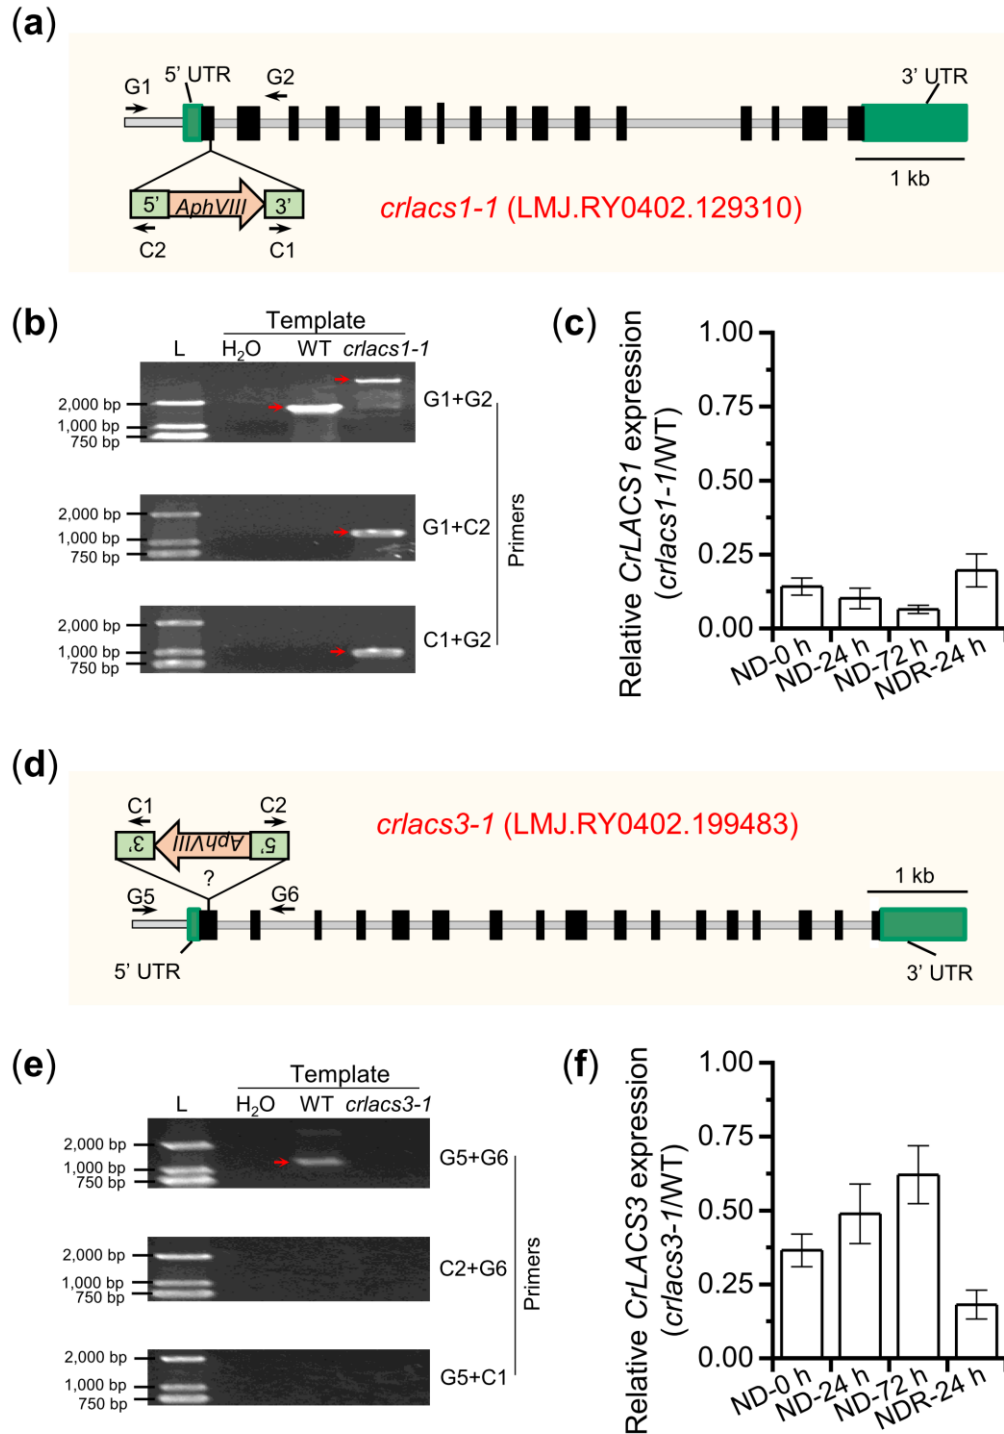 (a)
G1
5' UTR
G2
3' UTR
1 kb
5'
AphVIII
3'
C2
C1
crlacs1-1 (LMJ.RY0402.129310)
(b)
Template
L
H2O
WT
crlacs1-1
2,000 bp
1,000 bp
750 bp
G1+G2
2,000 bp
1,000 bp
750 bp
G1+C2
2,000 bp
1,000 bp
750 bp
C1+G2
Primers
(c)
Relative CrLACS1 expression
(crlacs1-1/WT)
1.00
0.75
0.50
0.25
0.00
ND-0 h
ND-24 h
ND-72 h
NDR-24 h
(d)
C1
C2
3'
AphVIII
5'
?
G5
G6
crlacs3-1 (LMJ.RY0402.199483)
1 kb
5' UTR
3' UTR
(e)
Template
L
H2O
WT
crlacs3-1
2,000 bp
1,000 bp
750 bp
G5+G6
2,000 bp
1,000 bp
750 bp
C2+G6
2,000 bp
1,000 bp
750 bp
G5+C1
Primers
(f)
Relative CrLACS3 expression
(crlacs3-1/WT)
1.00
0.75
0.50
0.25
0.00
ND-0 h
ND-24 h
ND-72 h
NDR-24 h